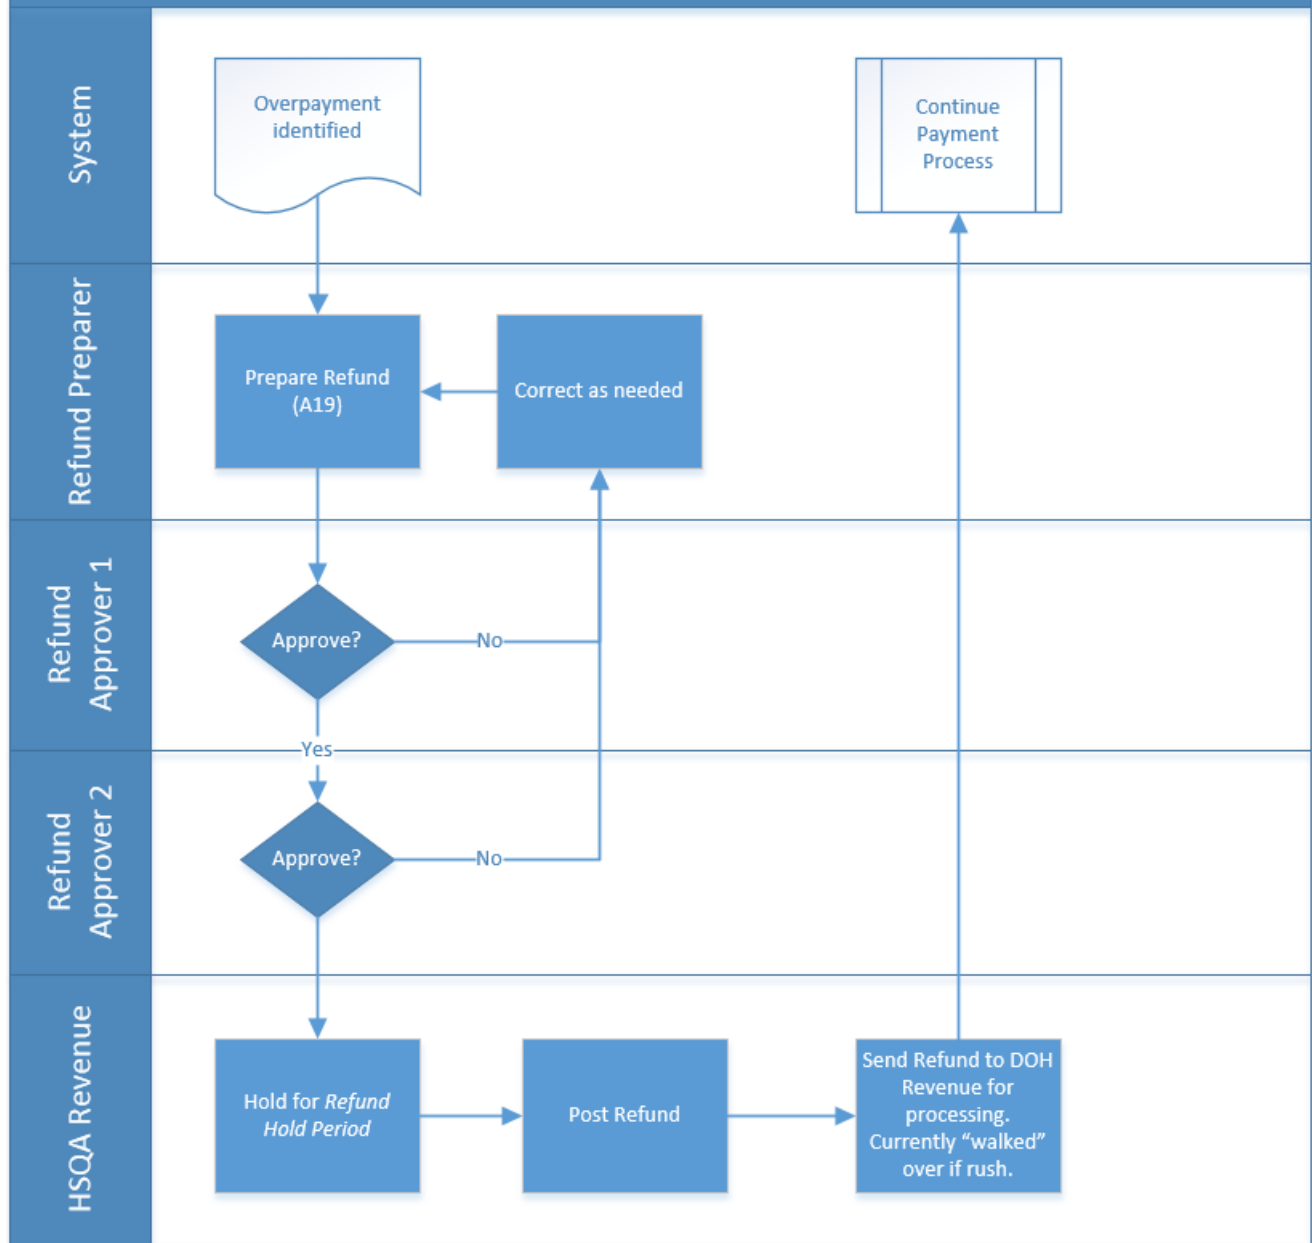 System
Overpayment
identified
Continue
Payment
Process
Refund Preparer
Prepare Refund
(A19)
Correct as needed
Refund
Approver 1
Approve?
No
Yes
Refund
Approver 2
Approve?
No
HSQA Revenue
Hold for Refund
Hold Period
Post Refund
Send Refund to DOH
Revenue for
processing.
Currently “walked”
over if rush.